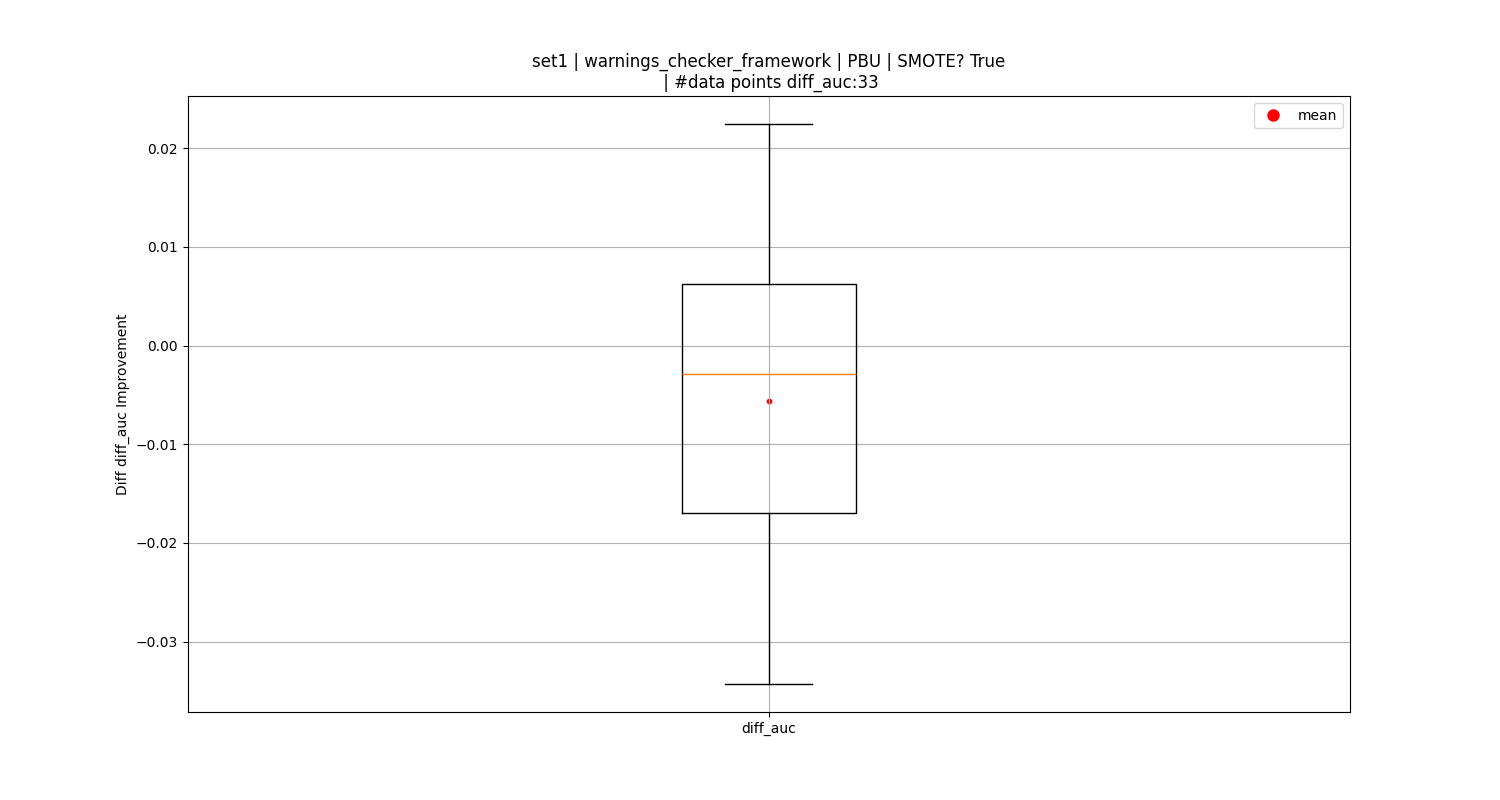 set1 | warnings_checker_framework | PBU | SMOTE? True
| #data points diff_auc:33
mean
Diff diff_auc Improvement
0.02
0.01
0.00
−0.01
−0.02
−0.03
diff_auc